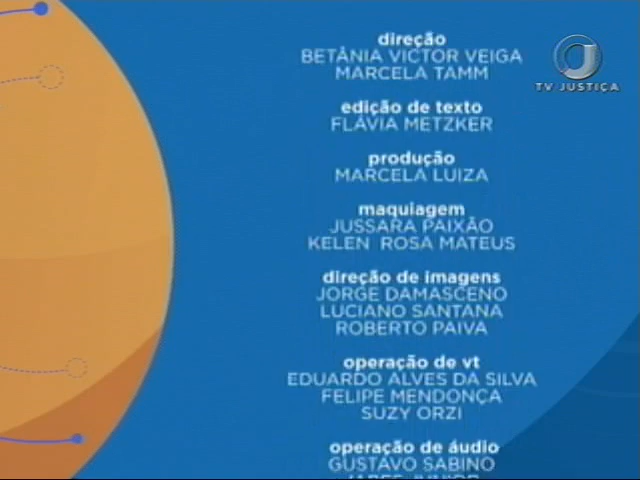 direção
BETÂNIA VICTOR VEIGA
MARCELA TAMM
TV JUSTIÇA
edição de texto
FLÁVIA METZKER
produção
MARCELA LUIZA
maquiagem
JUSSARA PAIXÃO
KELEN ROSA MATEUS
direção de imagens
JORGE DAMASCENO
LUCIANO SANTANA
ROBERTO PAIVA
operação de vt
EDUARDO ALVES DA SILVA
FELIPE MENDONÇA
SUZY ORZI
operação de áudio
GUSTAVO SABINO